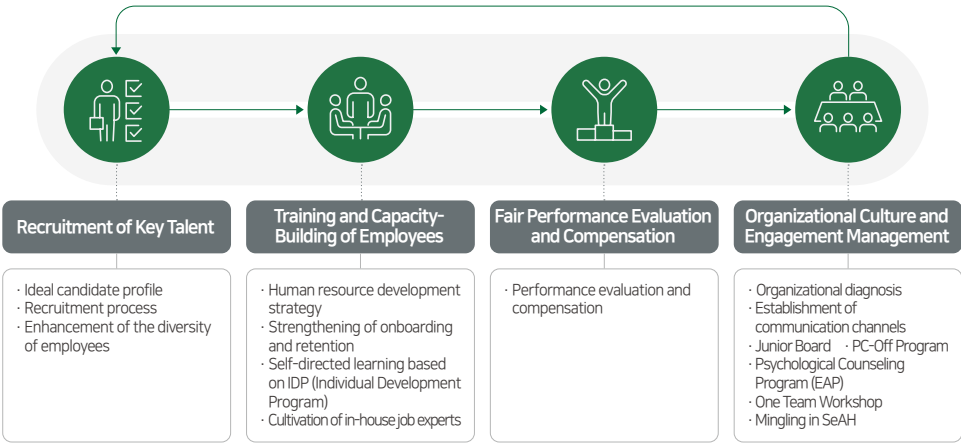 Recruitment of Key Talent
· Ideal candidate profile
· Recruitment process
· Enhancement of the diversity
of employees
Training and Capacity-
Building of Employees
· Human resource development
strategy
· Strengthening of onboarding
and retention
· Self-directed learning based
on IDP (Individual Development
Program)
· Cultivation of in-house job experts
Fair Performance Evaluation
and Compensation
· Performance evaluation and
compensation
Organizational Culture and
Engagement Management
· Organizational diagnosis
· Establishment of
communication channels
· Junior Board · PC-Off Program
· Psychological Counseling
Program (EAP)
· One Team Workshop
· Mingling in SeAH